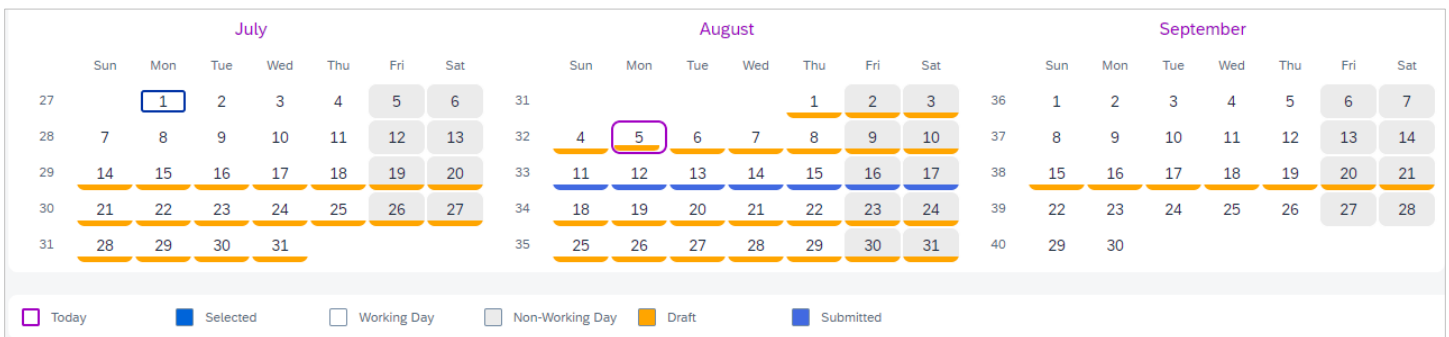 July August September
Sun Mon Tue Wed Thu Fri Sat Sun Mon Tue Wed Thu Fri Sat Sun Mon Tue Wed Thu Fri Sat
27 1 2 3 4 5 6 31 1 2 3 36 1 2 3 4 5 6 7
28 7 8 9 10 11 12 13 32 4 5 6 7 8 9 10 37 8 9 10 11 12 13 14
29 14 15 16 17 18 19 20 33 11 12 13 14 15 16 17 38 15 16 17 18 19 20 21
30 21 22 23 24 25 26 27 34 18 19 20 21 22 23 24 39 22 23 24 25 26 27 28
31 28 29 30 31 35 25 26 27 28 29 30 31 40 29 30
Today Selected Working Day Non-Working Day Draft Submitted